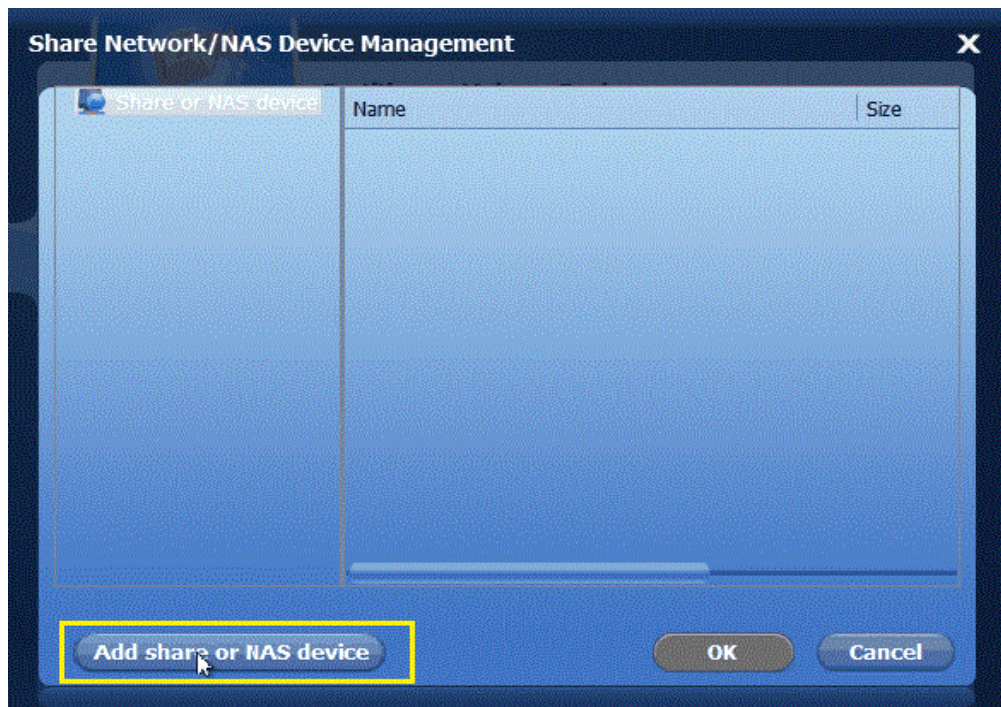 Share Network/NAS Device Management
Share or NAS device
Name
Size
Add share or NAS device
OK
Cancel